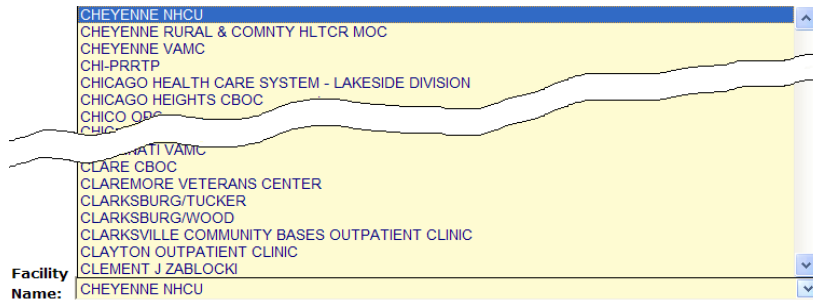 CHEYENNE NHCU
CHEYENNE RURAL & COMNTY HLTCR MOC
CHEYENNE VAMC
CHI-PRRTP
CHICAGO HEALTH CARE SYSTEM - LAKESIDE DIVISION
CHICAGO HEIGHTS CBOC
CHICO
VAMC
CLARE CBOC
CLAREMORE VETERANS CENTER
CLARKSBURG/TUCKER
CLARKSBURG/WOOD
CLARKSVILLE COMMUNITY BASES OUTPATIENT CLINIC
CLAYTON OUTPATIENT CLINIC
CLEMENT J ZABLOCKI
Facility Name: CHEYENNE NHCU